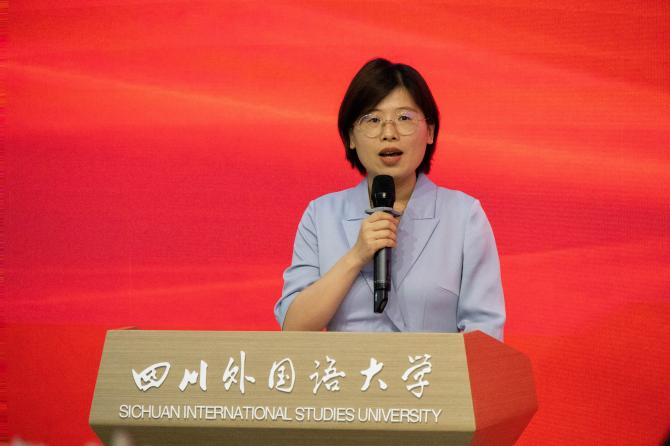 四川外国语大学
SICHUAN INTERNATIONAL STUDIES UNIVERSITY